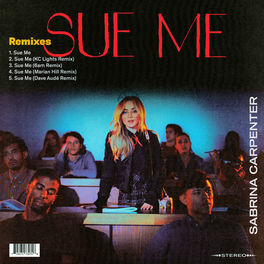 SUE ME
Remixes
1. Sue Me
2. Sue Me (KC Lights Remix)
3. Sue Me (6am Remix)
4. Sue Me (Marian Hill Remix)
5. Sue Me (Dave Audé Remix)
SABRINA CARPENTER
STEREO